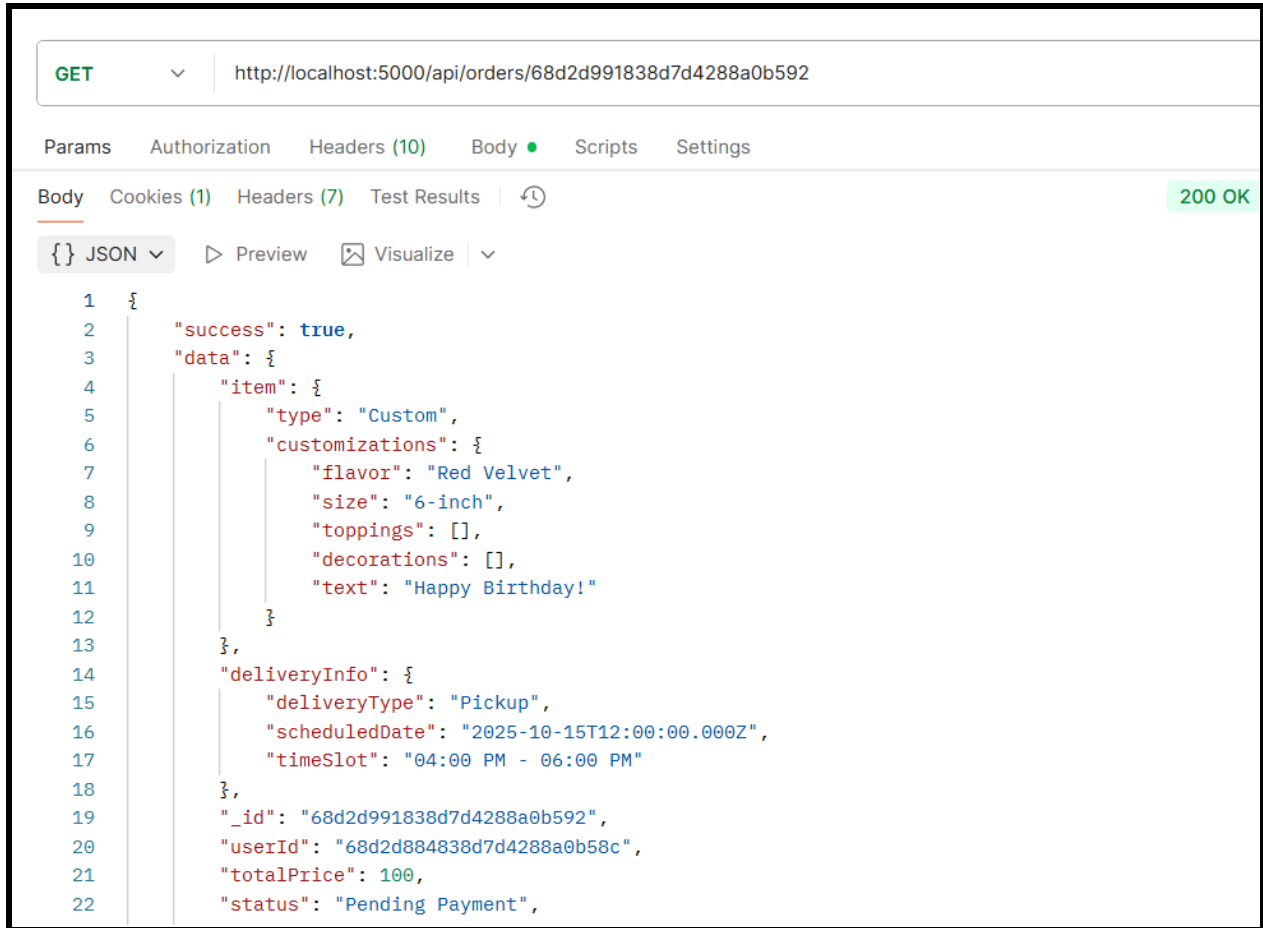 GET http://localhost:5000/api/orders/68d2d991838d7d4288a0b592
Params Authorization Headers (10) Body Scripts Settings
Body Cookies (1) Headers (7) Test Results 200 OK
{} JSON Preview Visualize
1 {
2 "success": true,
3 "data": {
4 "item": {
5 "type": "Custom",
6 "customizations": {
7 "flavor": "Red Velvet",
8 "size": "6-inch",
9 "toppings": [],
10 "decorations": [],
11 "text": "Happy Birthday!"
12 }
13 },
14 "deliveryInfo": {
15 "deliveryType": "Pickup",
16 "scheduledDate": "2025-10-15T12:00:00.000Z",
17 "timeSlot": "04:00 PM - 06:00 PM"
18 },
19 "_id": "68d2d991838d7d4288a0b592",
20 "userId": "68d2d884838d7d4288a0b58c",
21 "totalPrice": 100,
22 "status": "Pending Payment",